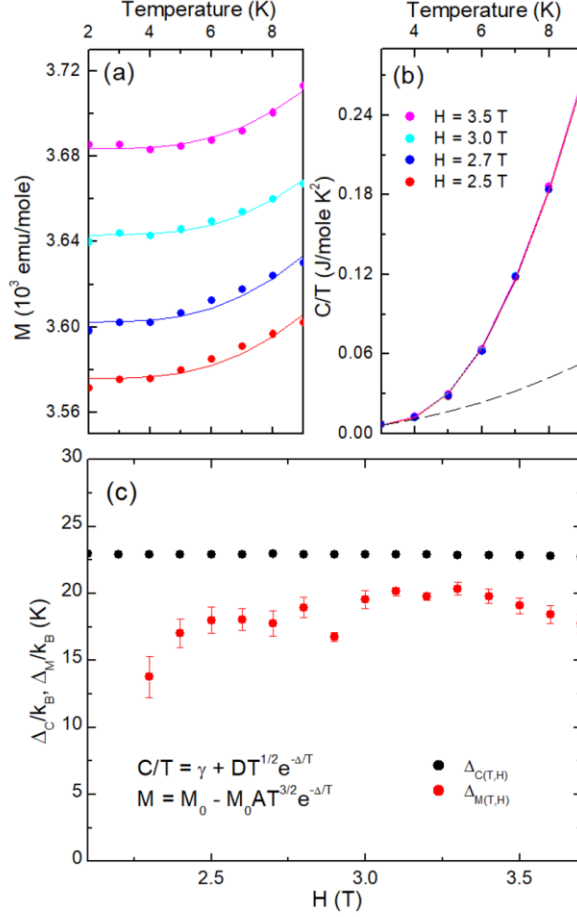 Temperature (K)
2 4 6 8
Temperature (K)
4 6 8
(a)
3.72
3.68
3.64
3.60
3.56
M (10³ emu/mole)
(b)
H = 3.5 T
H = 3.0 T
H = 2.7 T
H = 2.5 T
0.24
0.18
0.12
0.06
0.00
C/T (J/mole K²)
(c)
30
25
20
15
10
5
0
Δ_C/k_B, Δ_M/k_B (K)
C/T = γ + DT^{1/2}e^{-Δ/T}
M = M₀ - M₀AT^{3/2}e^{-Δ/T}
Δ_{C(T,H)}
Δ_{M(T,H)}
2.5 3.0 3.5
H (T)